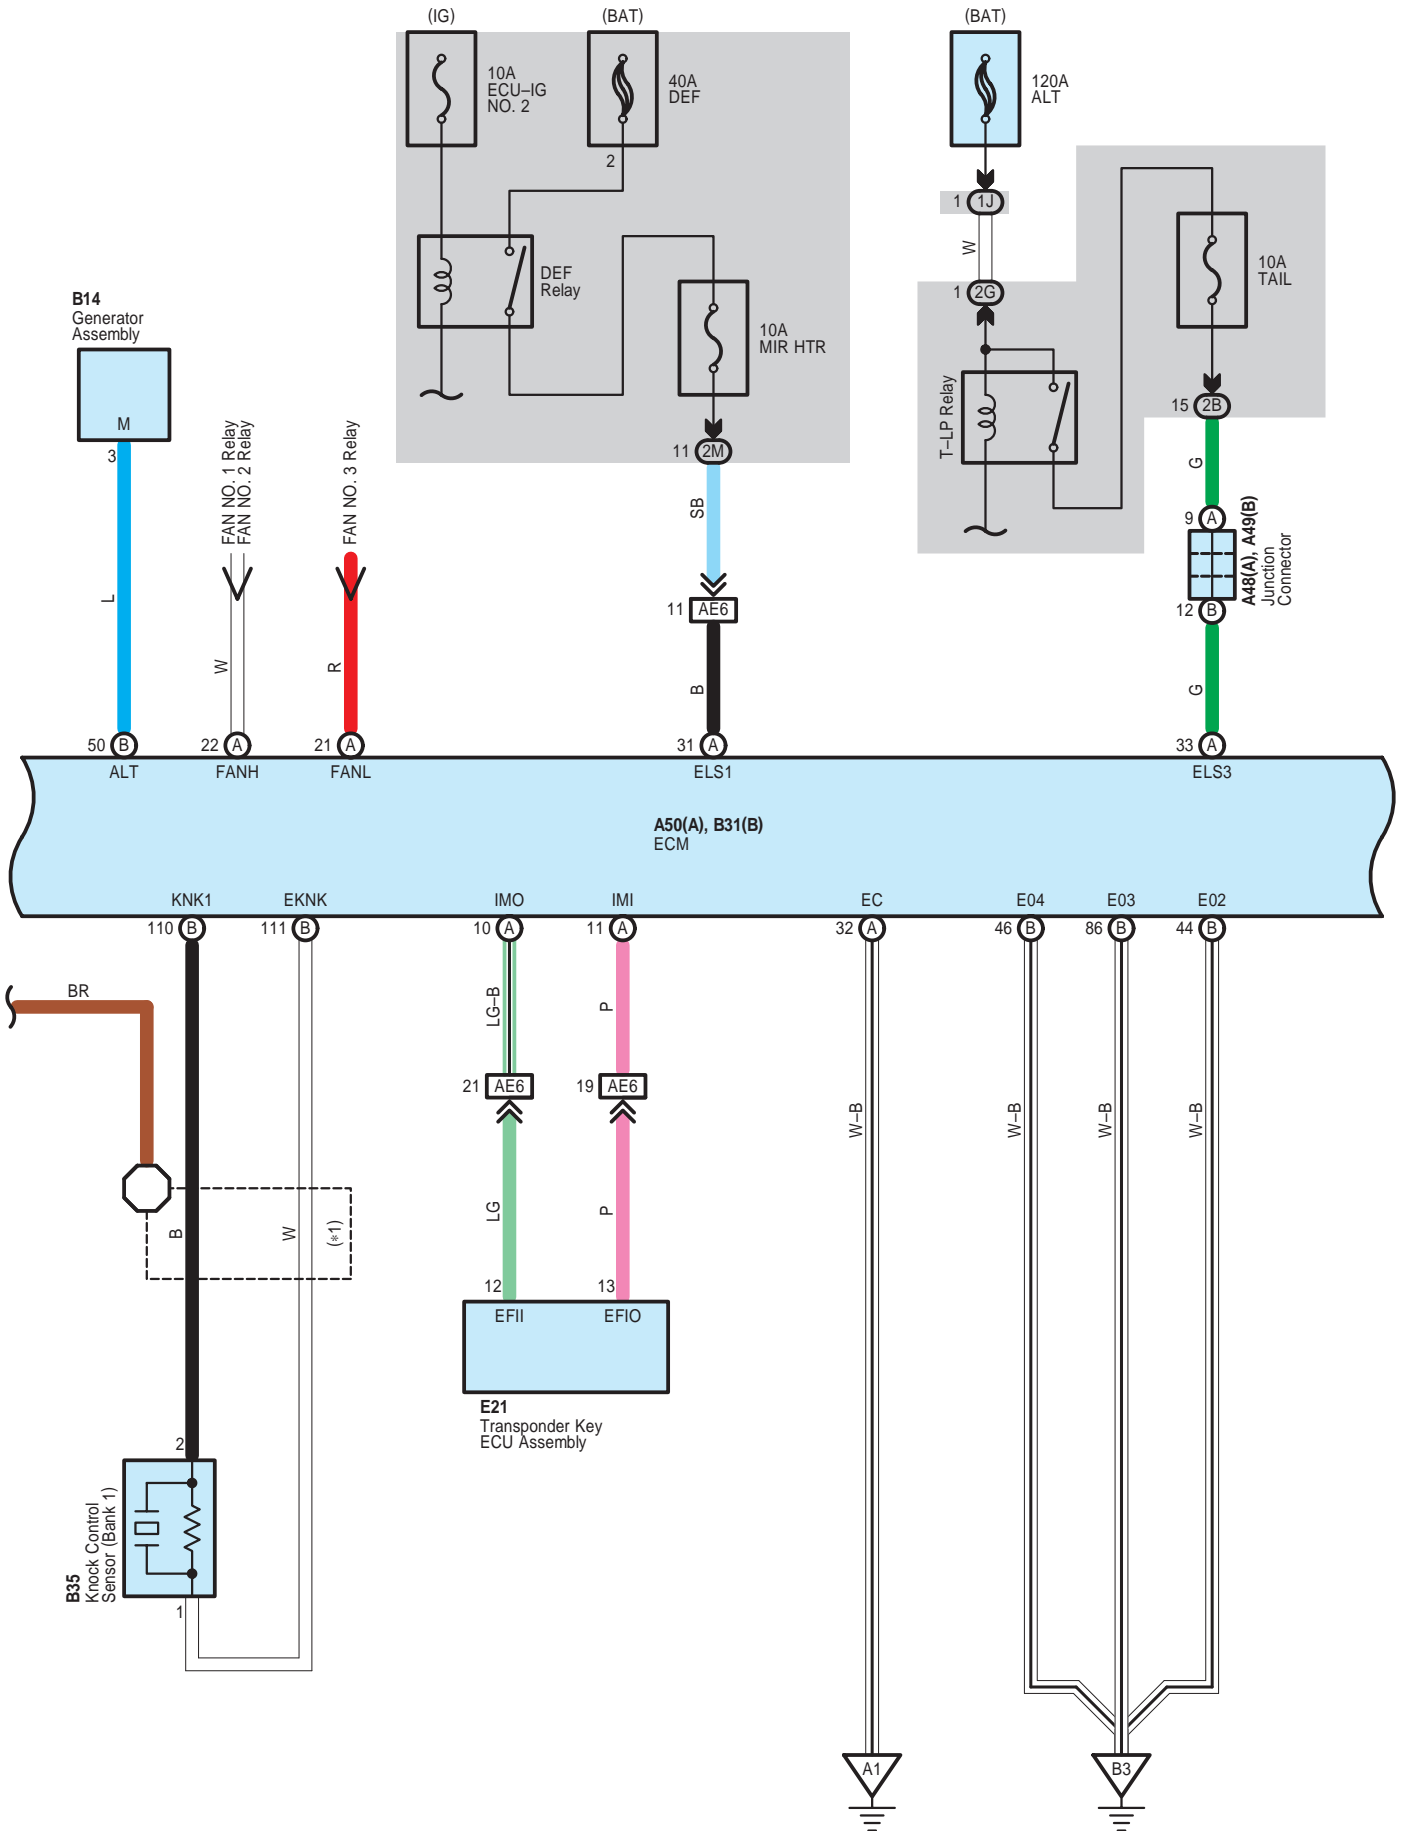 (IG)
(BAT)
(BAT)
10A
ECU–IG
NO. 2
40A
DEF
120A
ALT
2
1
1J
W
1
2G
10A
TAIL
DEF
Relay
B14
Generator
Assembly
10A
MIR HTR
T–LP Relay
M
3
15
2B
11
2M
FAN NO. 1 Relay
FAN NO. 2 Relay
FAN NO. 3 Relay
G
SB
9
A
A48(A), A49(B)
Junction
Connector
L
11
AE6
12
B
W
R
B
G
50
B
22
A
21
A
31
A
33
A
ALT
FANH
FANL
ELS1
ELS3
A50(A), B31(B)
ECM
KNK1
EKNK
IMO
IMI
EC
E04
E03
E02
110
B
111
B
10
A
11
A
32
A
46
B
86
B
44
B
BR
LG–B
P
21
AE6
19
AE6
W–B
W–B
W–B
W–B
B
W
(*1)
LG
P
12
13
EFII
EFIO
E21
Transponder Key
ECU Assembly
2
B35
Knock Control
Sensor (Bank 1)
1
A1
B3